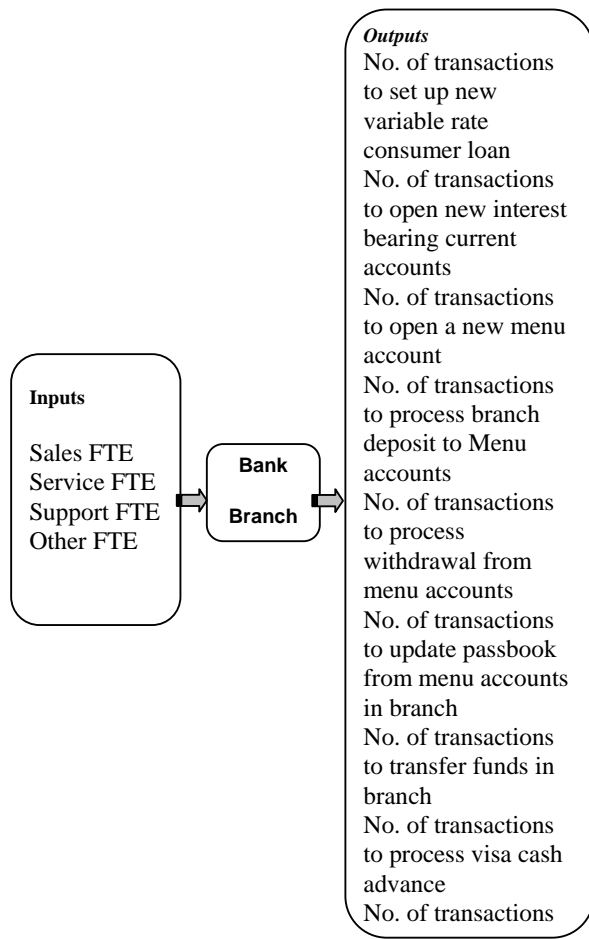 Inputs
Sales FTE
Service FTE
Support FTE
Other FTE
Bank
Branch
Outputs
No. of transactions
to set up new
variable rate
consumer loan
No. of transactions
to open new interest
bearing current
accounts
No. of transactions
to open a new menu
account
No. of transactions
to process branch
deposit to Menu
accounts
No. of transactions
to process
withdrawal from
menu accounts
No. of transactions
to update passbook
from menu accounts
in branch
No. of transactions
to transfer funds in
branch
No. of transactions
to process visa cash
advance
No. of transactions